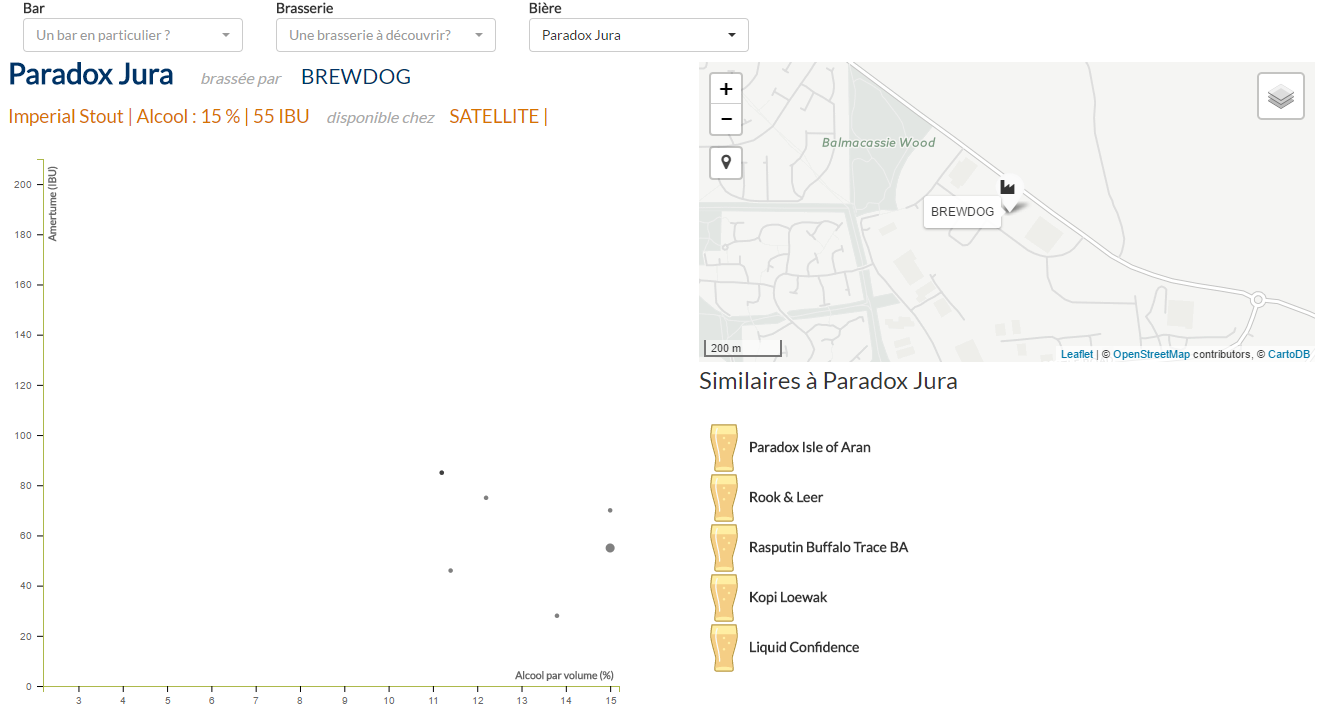 Bar
Brasserie
Bière
Un bar en particulier ?
Une brasserie à découvrir?
Paradox Jura
Paradox Jura brassée par BREWDOG
Imperial Stout | Alcool : 15 % | 55 IBU disponible chez SATELLITE |
Amertume (IBU)
200
180
160
140
120
100
80
60
40
20
0
Alcool par volume (%)
3 4 5 6 7 8 9 10 11 12 13 14 15
+
−
Balmacassie Wood
BREWDOG
200 m
Leaflet | © OpenStreetMap contributors, © CartoDB
Similaires à Paradox Jura
Paradox Isle of Aran
Rook & Leer
Rasputin Buffalo Trace BA
Kopi Loewak
Liquid Confidence